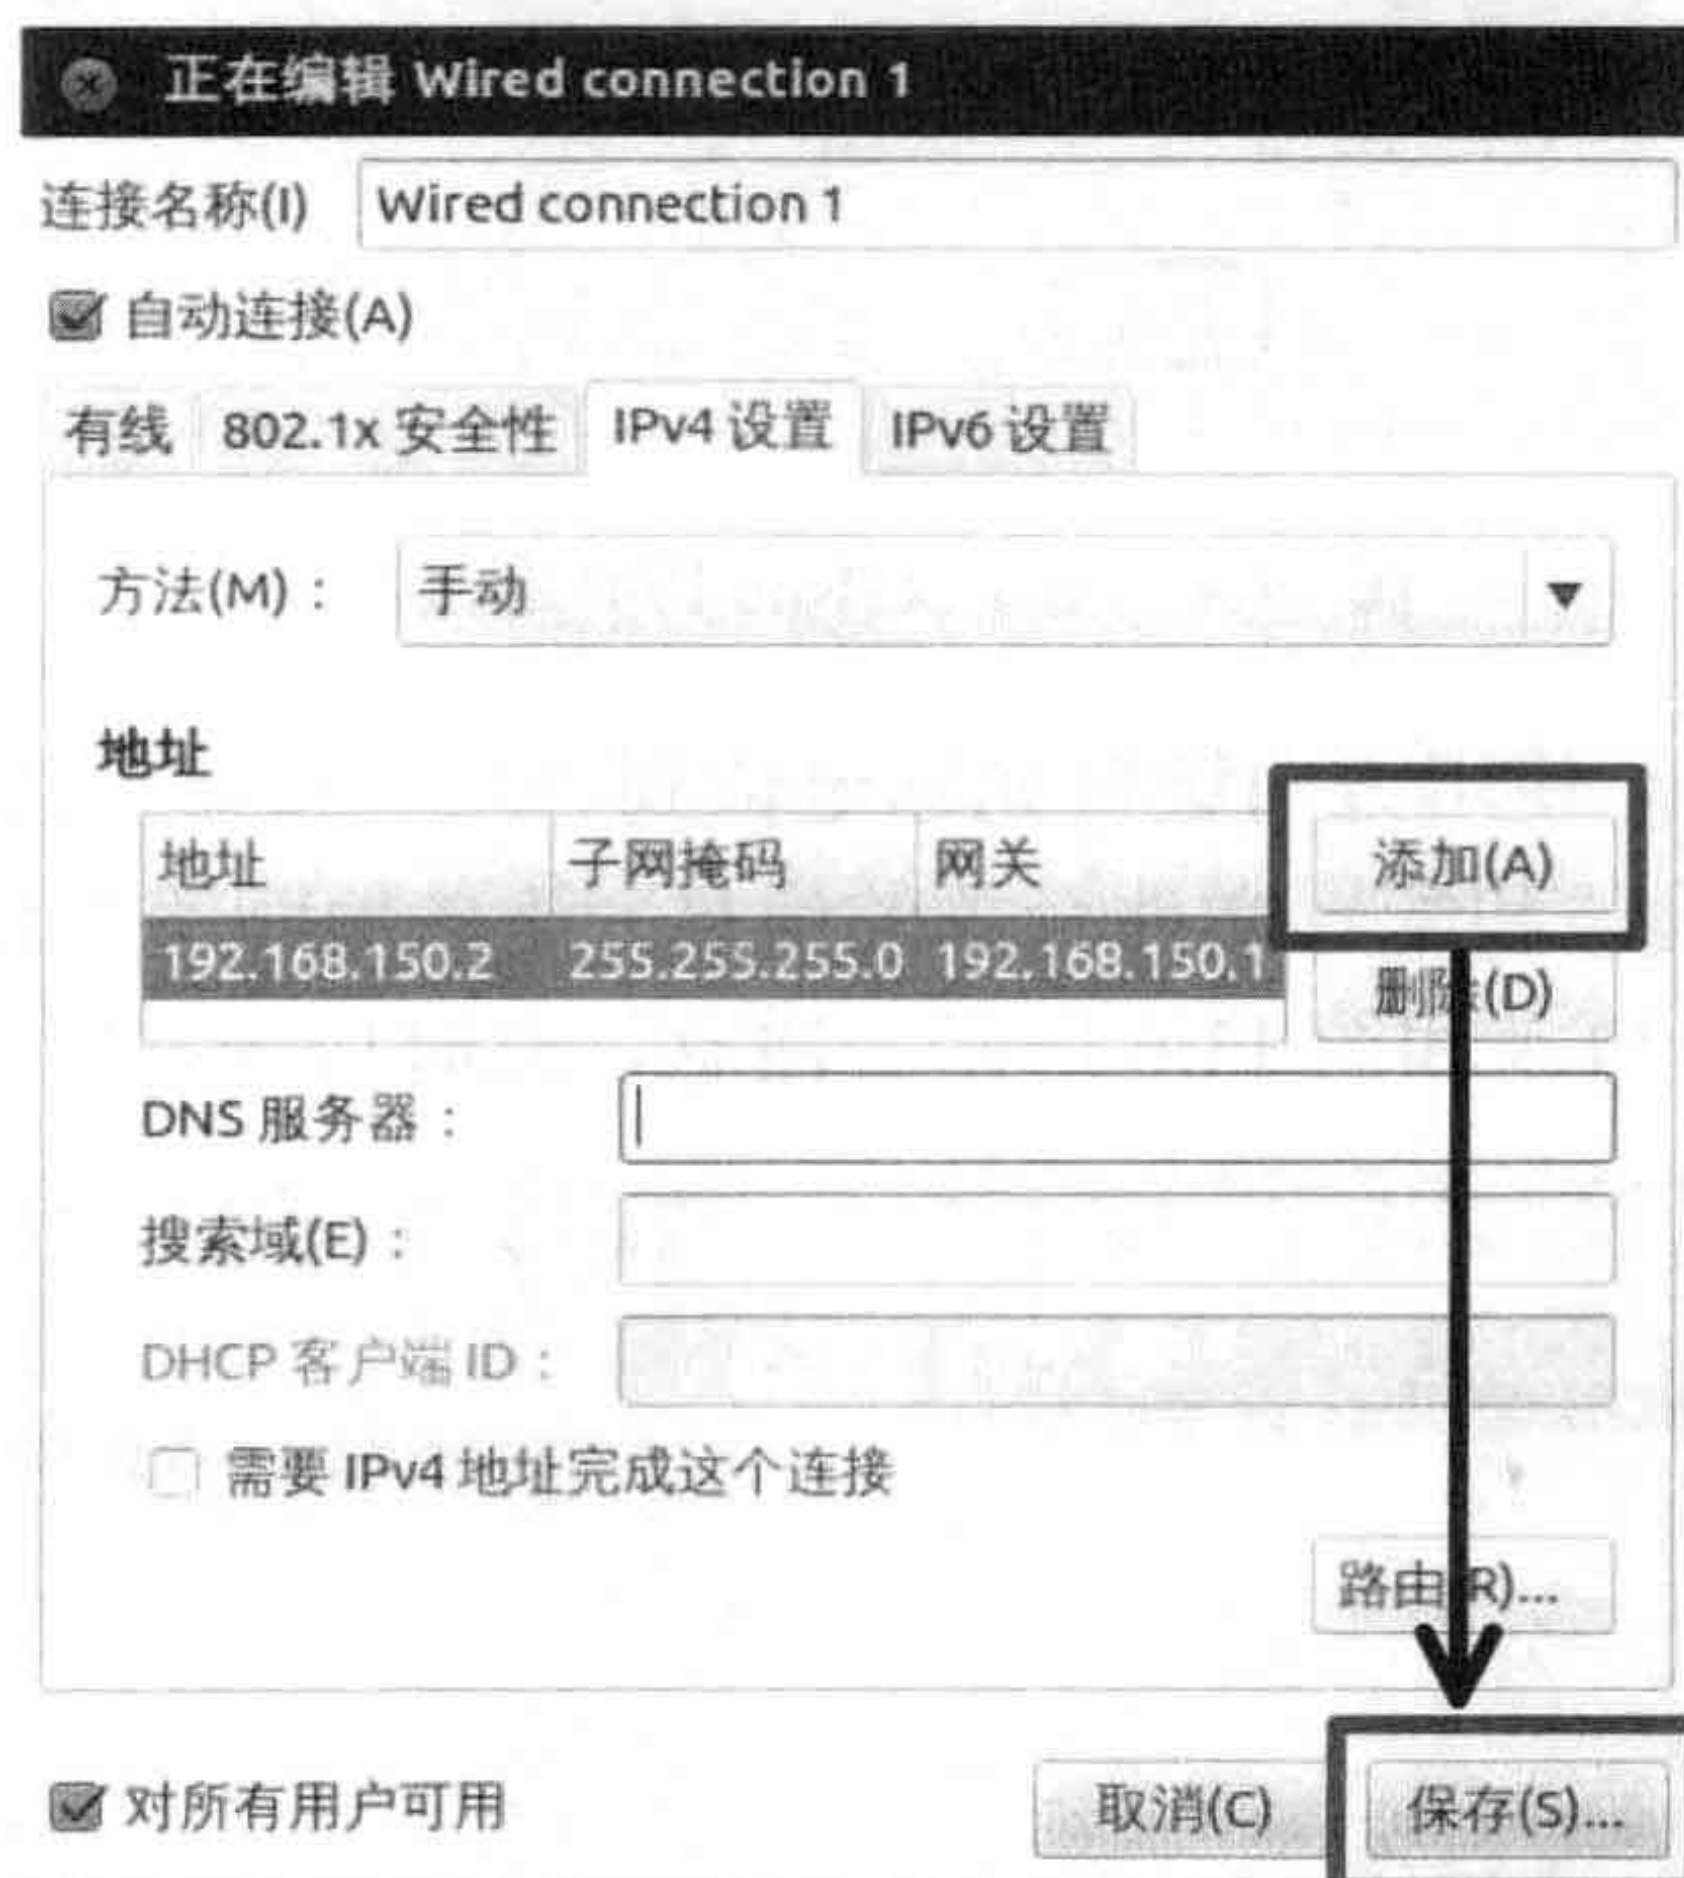 正在编辑 Wired connection 1
连接名称(I) Wired connection 1
自动连接(A)
有线 802.1x 安全性 IPv4 设置 IPv6 设置
方法(M)： 手动
地址
地址 子网掩码 网关 添加(A)
192.168.150.2 255.255.255.0 192.168.150.1
删除(D)
DNS 服务器：
搜索域(E)：
DHCP 客户端 ID：
需要 IPv4 地址完成这个连接
路由(R)...
对所有用户可用 取消(C) 保存(S)...